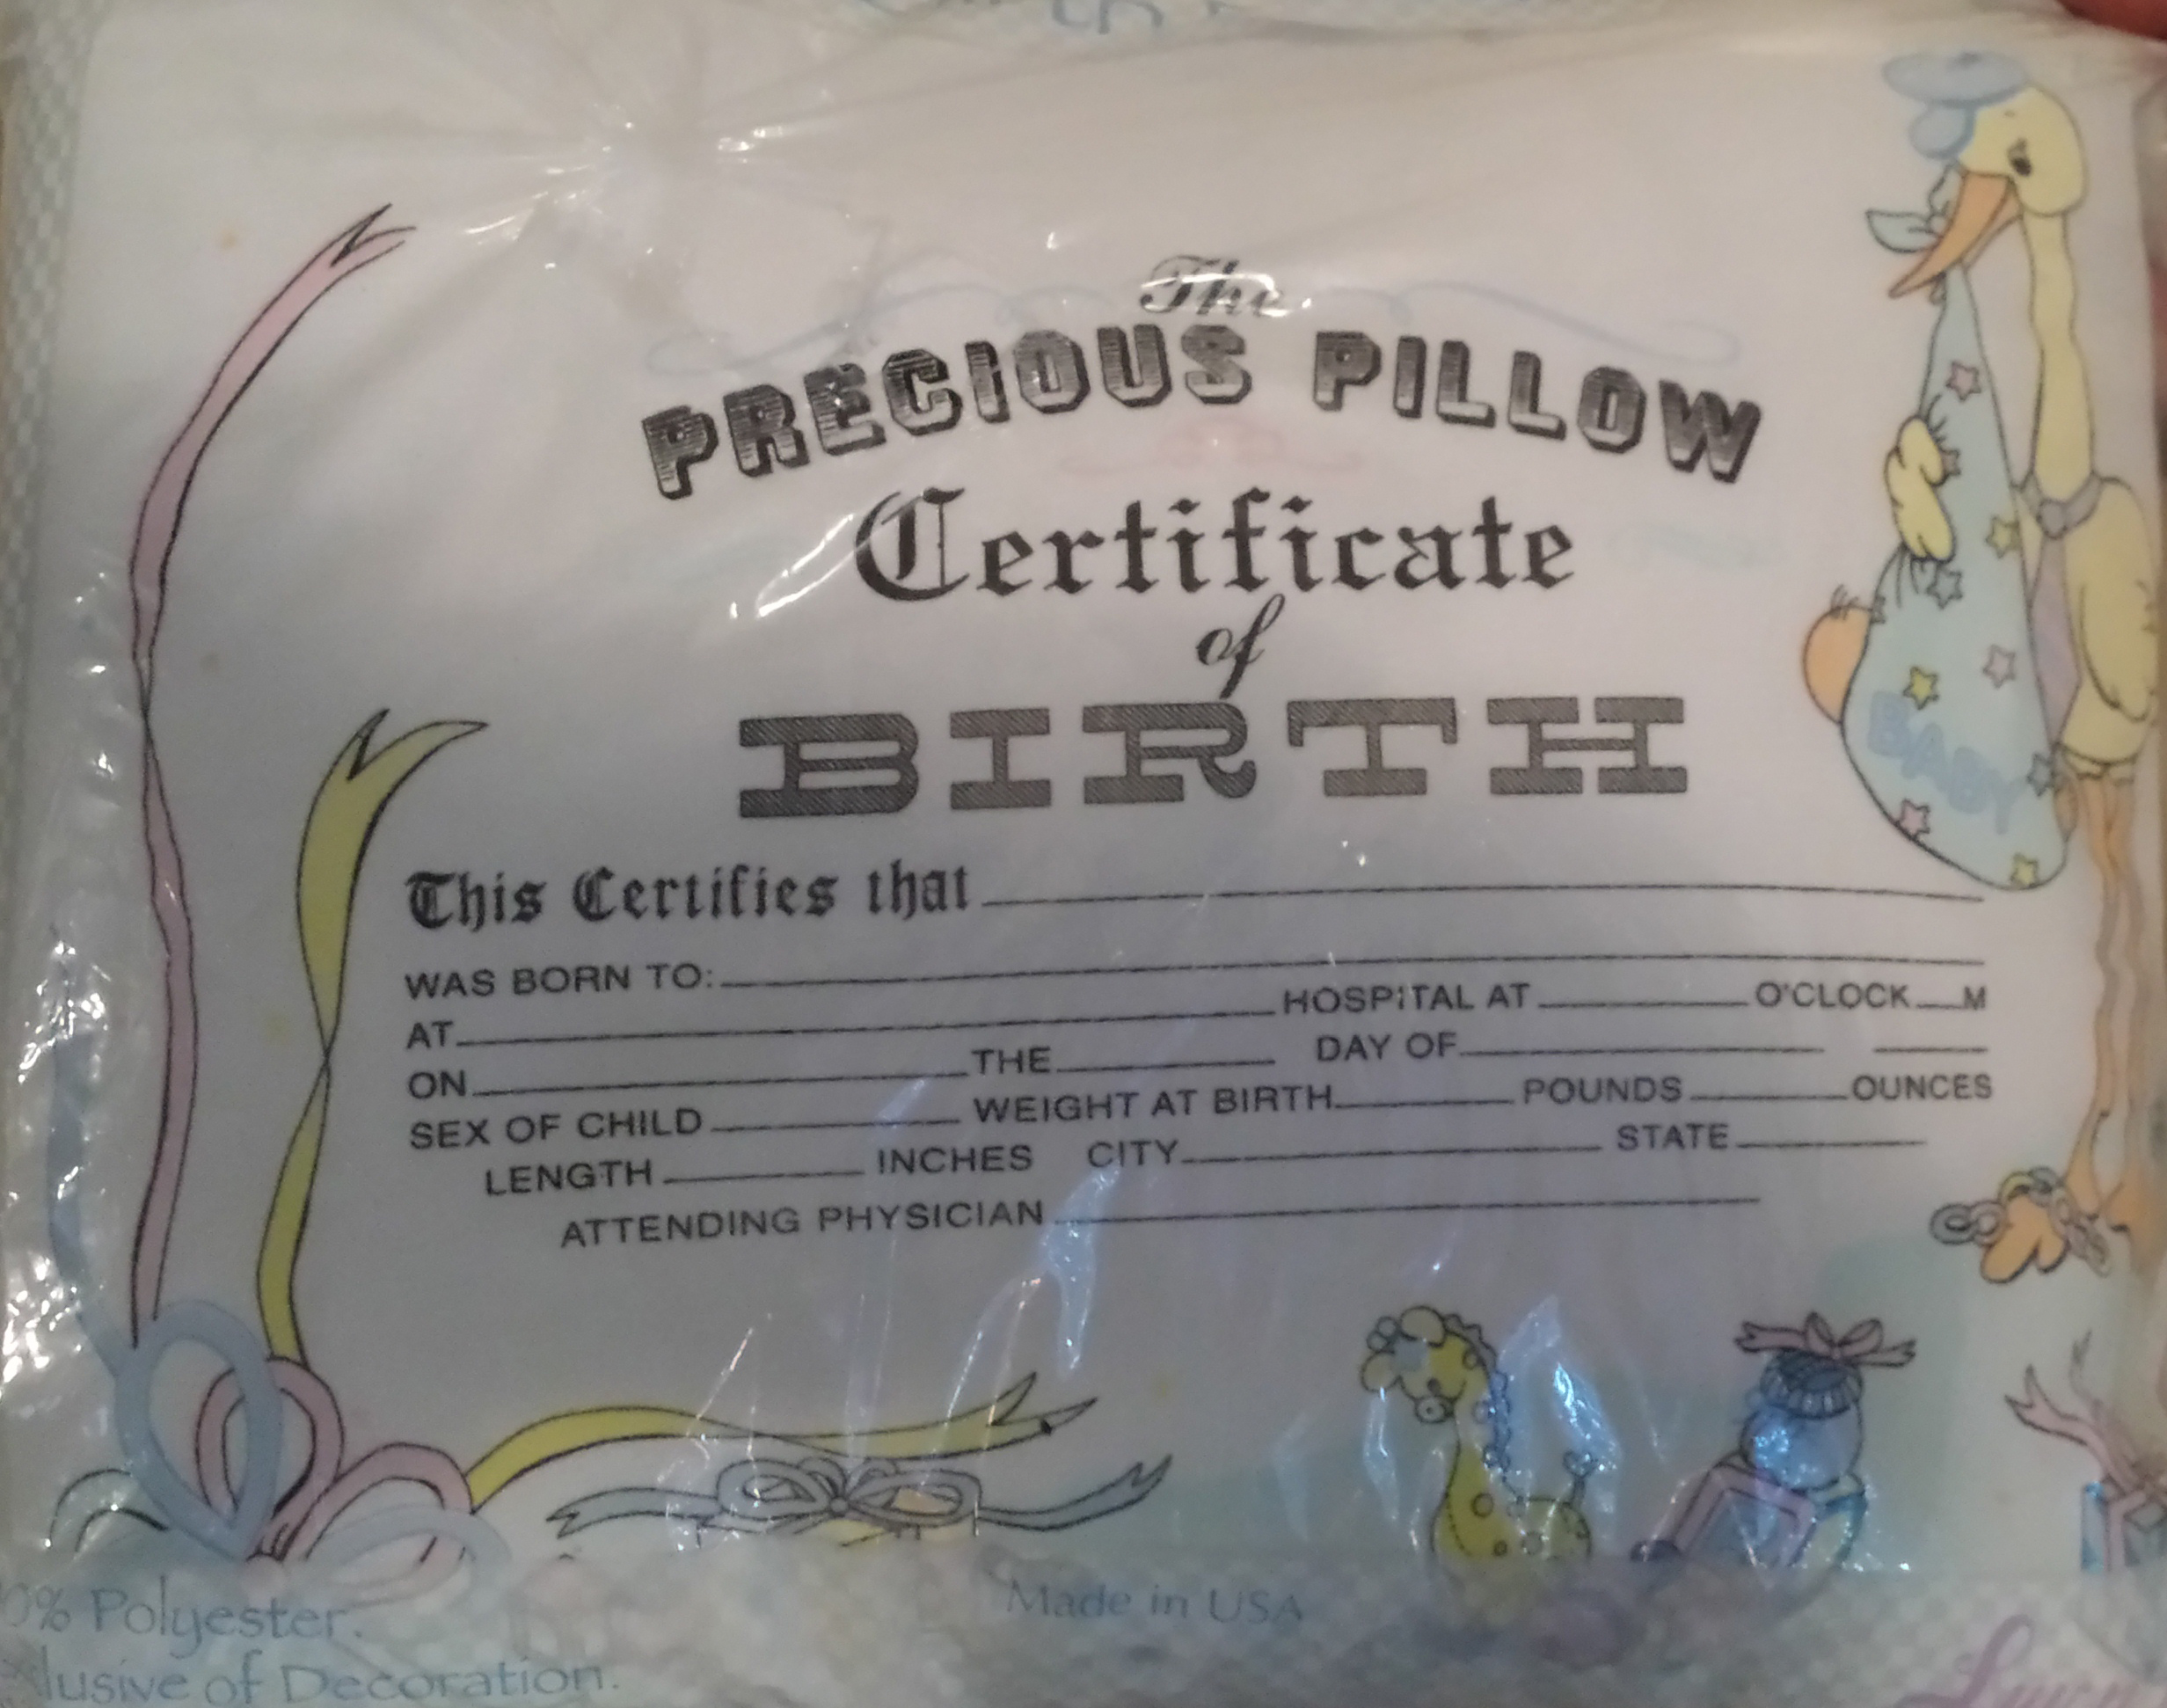 The
PRECIOUS PILLOW
Certificate
of
BIRTH
BABY
This Certifies that
WAS BORN TO:
AT HOSPITAL AT O'CLOCK M
ON THE DAY OF
SEX OF CHILD WEIGHT AT BIRTH POUNDS OUNCES
LENGTH INCHES CITY STATE
ATTENDING PHYSICIAN
0% Polyester.
Made in USA
lusive of Decoration.